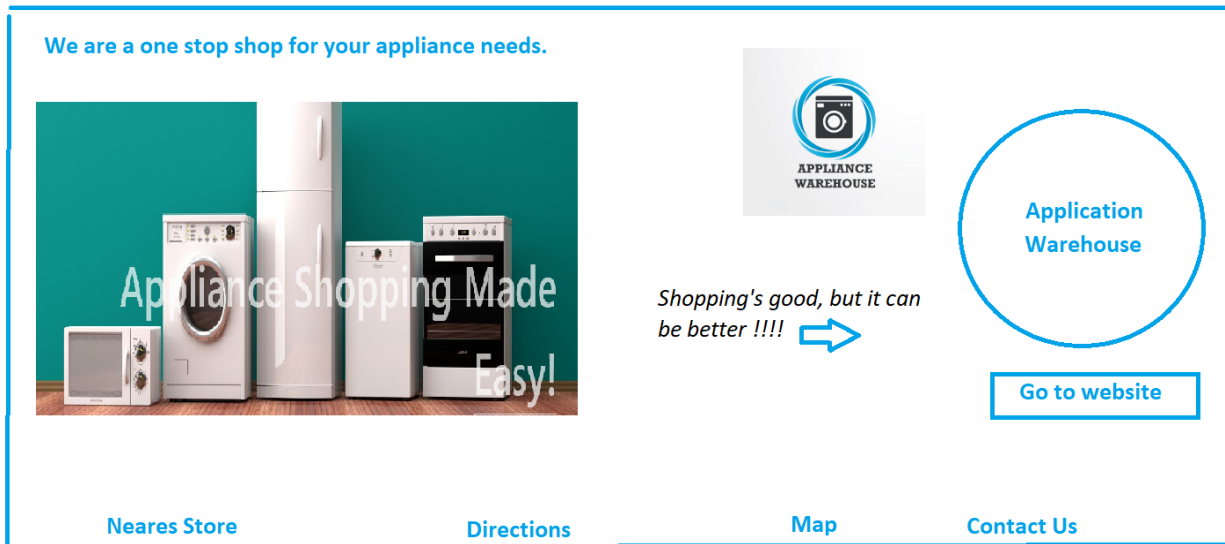 We are a one stop shop for your appliance needs.
APPLIANCE
WAREHOUSE
Appliance Shopping Made
Easy!
Application
Warehouse
Shopping's good, but it can
be better !!!!
Go to website
Neares Store
Directions
Map
Contact Us